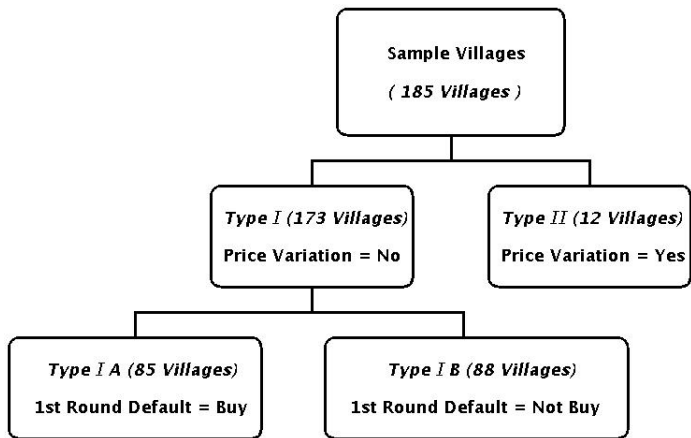 Sample Villages
( 185 Villages )
Type I (173 Villages)
Price Variation = No
Type II (12 Villages)
Price Variation = Yes
Type I A (85 Villages)
1st Round Default = Buy
Type I B (88 Villages)
1st Round Default = Not Buy